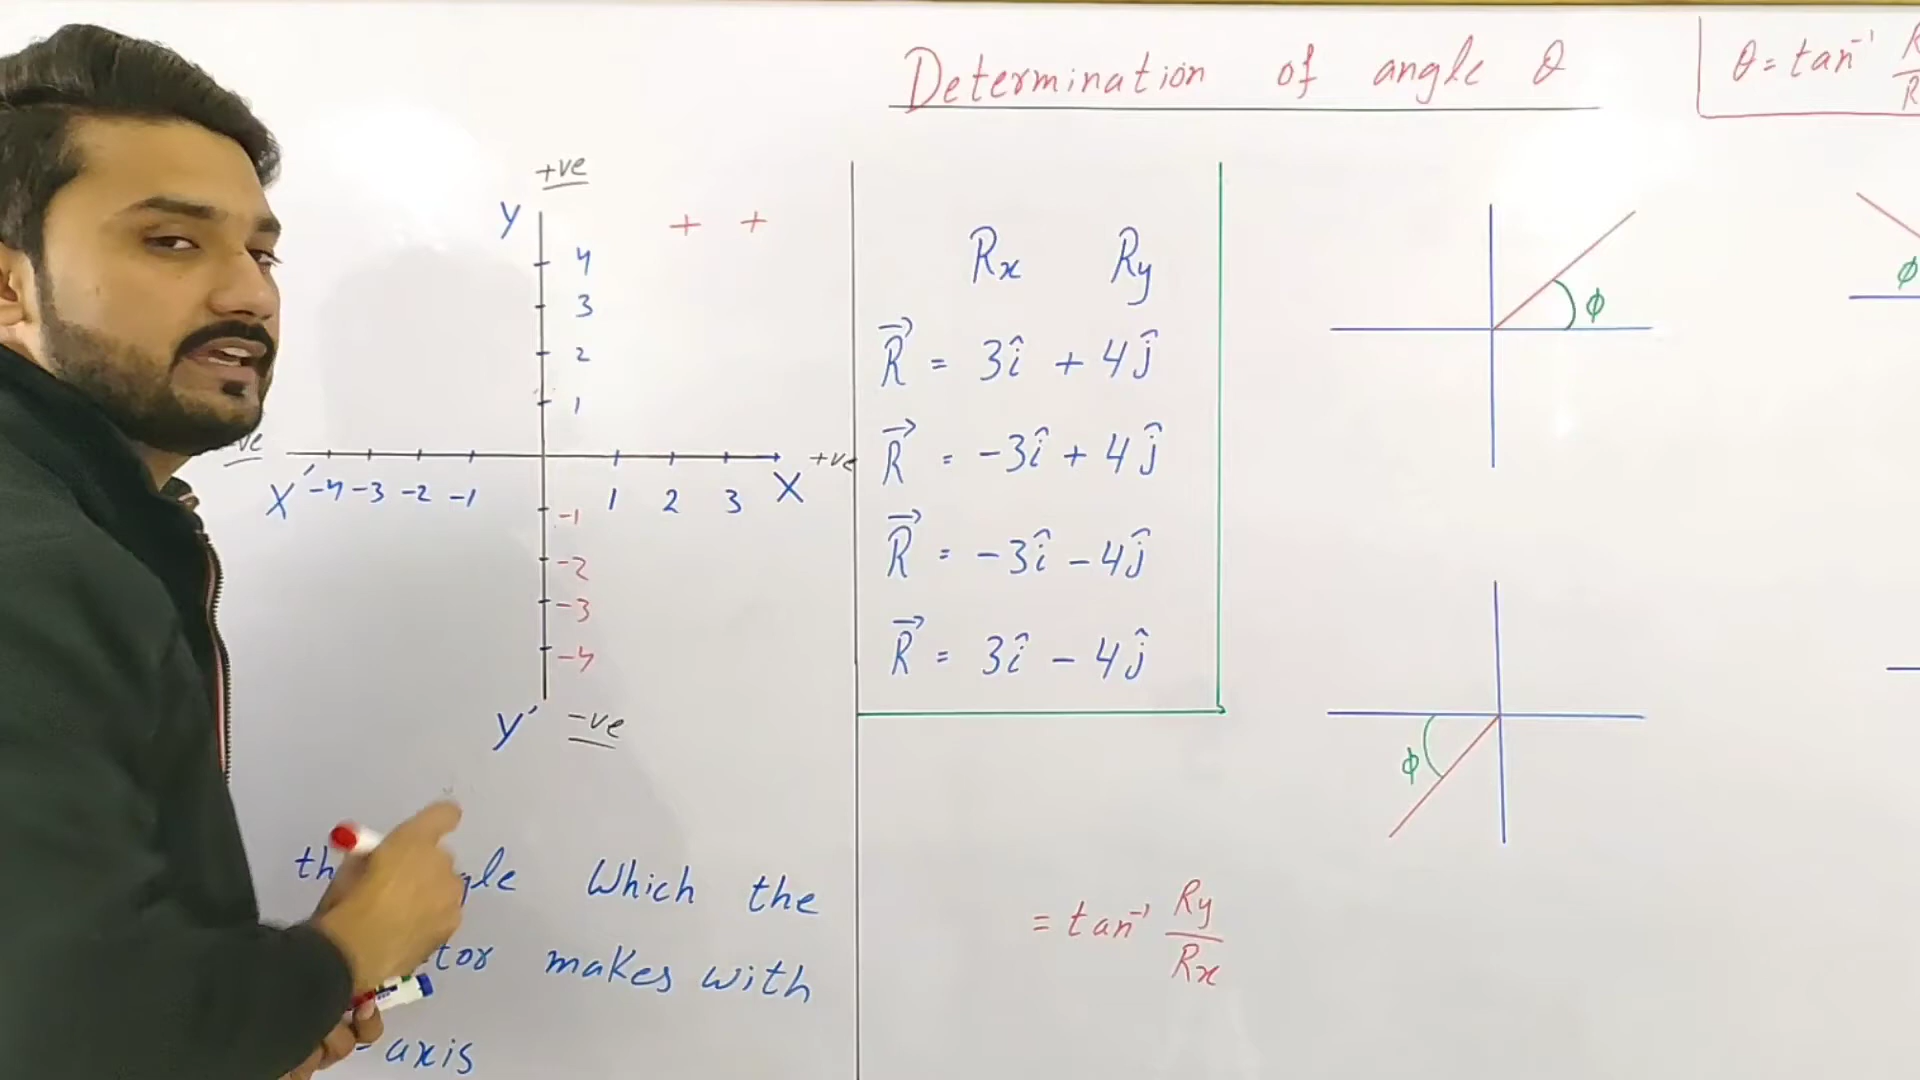 Determination of angle θ
θ = tan⁻¹
+ve
Y
+ +
4
3
2
1
-ve
+ve
X' -4 -3 -2 -1 1 2 3 X
-1
-2
-3
-4
Y' -ve
Rx Ry
R⃗ = 3î + 4ĵ
R⃗ = -3î + 4ĵ
R⃗ = -3î - 4ĵ
R⃗ = 3î - 4ĵ
ϕ
ϕ
ϕ
Which the
makes with
axis
= tan⁻¹ Ry/Rx